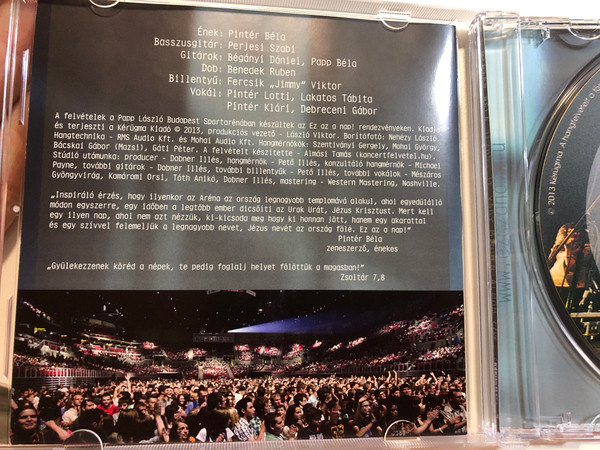 Ének: Pintér Béla
Basszusgitár: Perjesi Szabi
Gitárok: Bégányi Dániel, Papp Béla
Dob: Benedek Ruben
Billentyű: Fercsik „Jimmy" Viktor
Vokál: Pintér Lotti, Lakatos Tábita
Pintér Klári, Debreceni Gábor
A felvételek a Papp László Budapest Sportarénában készültek az Ez az a nap! rendezvényeken. Kiadja
és terjeszti a Kérügma Kiadó © 2013, produkciós vezető - László Viktor, Borítófotó: Nehézy László,
Hangtechnika - RMS Audio Kft. és Mohai Audio Kft, Hangmérnökök: Szentiványi Gergely, Mohai György,
Bácskai Gábor (Mazsi), Gáti Péter, A felvételt készítette - Almási Tamás (koncertfelvetel.hu).
Stúdió utómunka: producer - Dobner Illés, hangmérnök - Pető Illés, konzultáló hangmérnök - Michael
Payne, további gitárok - Dobner Illés, további billentyűk - Pető Illés, további vokálok - Mészáros
Gyöngyvirág, Komáromi Orsi, Tóth Anikó, Dobner Illés, mastering - Western Mastering, Nashville.
„Inspiráló érzés, hogy ilyenkor az Aréna az ország legnagyobb templomává alakul, ahol egyedülálló
módon egyszerre, egy időben a legtöbb ember dicsőíti az Urak Urát, Jézus Krisztust. Mert kell
egy ilyen nap, ahol nem azt nézzük, ki-kicsoda meg hogy ki honnan jött, hanem egy akarattal
és egy szívvel felemeljük a legnagyobb nevet, Jézus nevét az ország fölé. Ez az a nap!"
Pintér Béla
zeneszerző, énekes
„Gyülekezzenek köréd a népek, te pedig foglalj helyet fölöttük a magasban!"
Zsoltár 7,8
© 2013 Kérügma. A hangfelvétel
WWW.